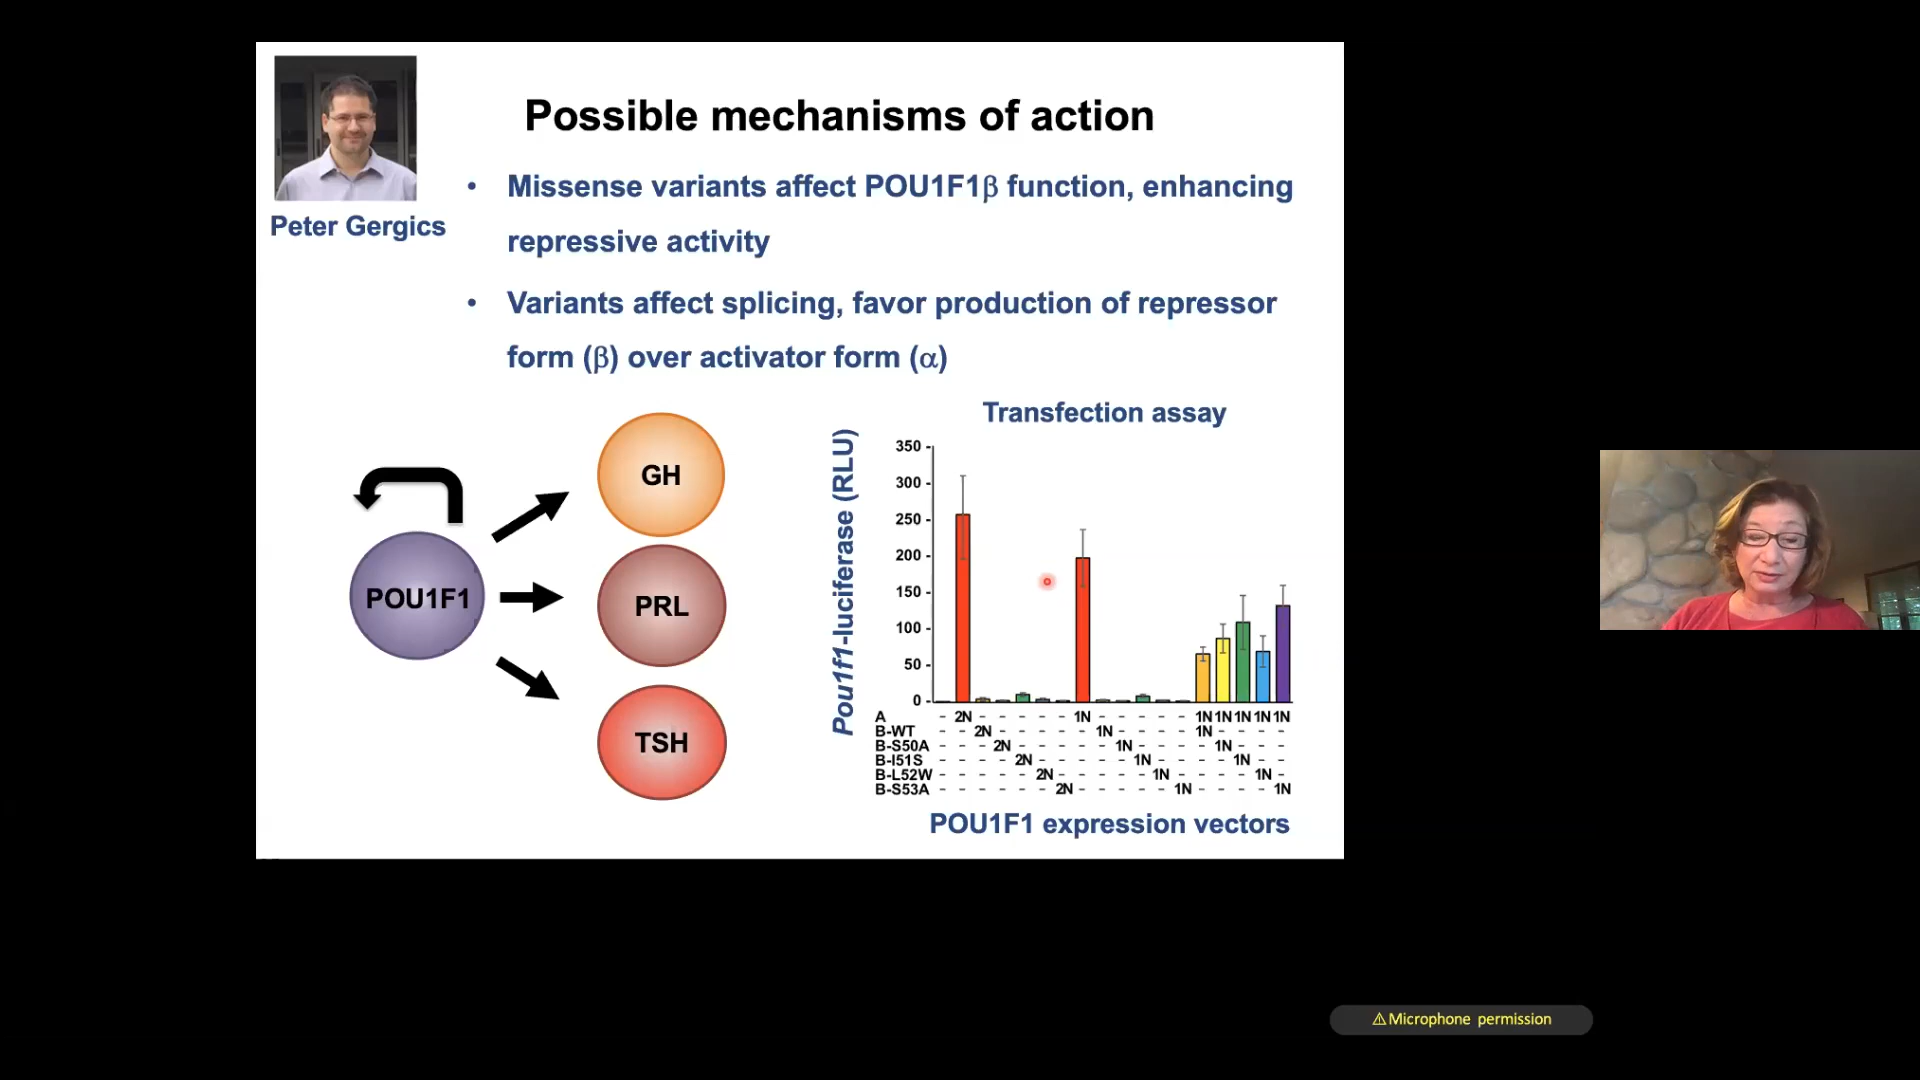 Possible mechanisms of action
Peter Gergics
• Missense variants affect POU1F1β function, enhancing
repressive activity
• Variants affect splicing, favor production of repressor
form (β) over activator form (α)
POU1F1
GH
PRL
TSH
Transfection assay
Pou1f1-luciferase (RLU)
350
300
250
200
150
100
50
0
A - 2N - - - - - 1N - - - - - 1N 1N 1N 1N 1N
B-WT - - 2N - - - - - 1N - - - - 1N - - - -
B-S50A - - - 2N - - - - - 1N - - - - 1N - - -
B-I51S - - - - 2N - - - - - 1N - - - - 1N - -
B-L52W - - - - - 2N - - - - - 1N - - - - 1N -
B-S53A - - - - - - 2N - - - - - 1N - - - - 1N
POU1F1 expression vectors
⚠Microphone permission